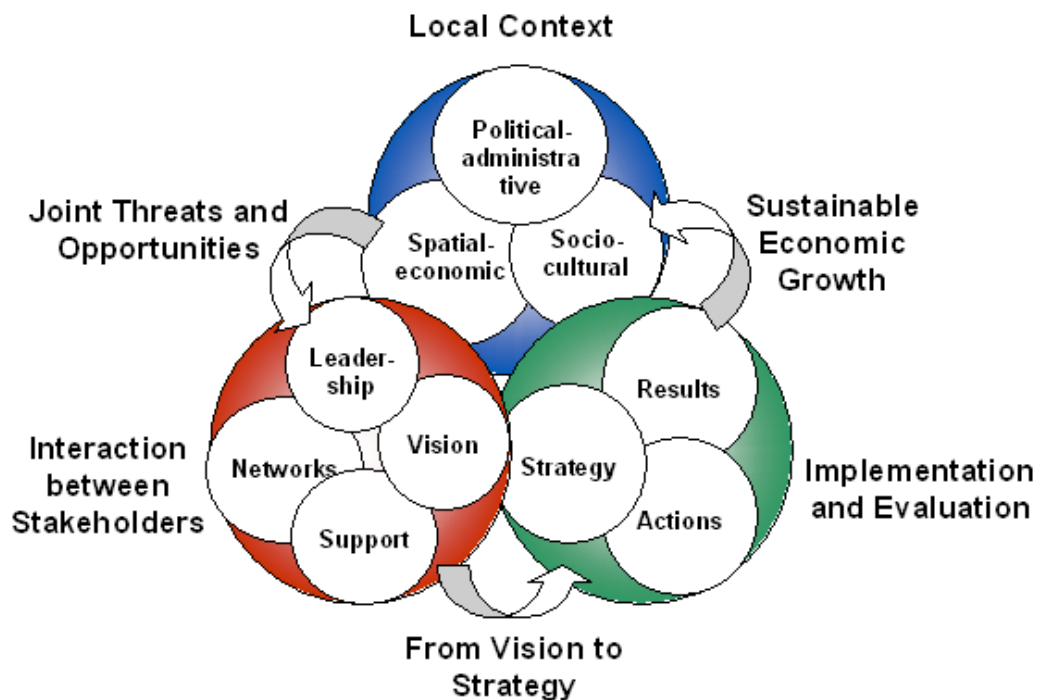 Local Context
Political-
administra
tive
Joint Threats and
Opportunities
Sustainable
Economic
Growth
Spatial-
economic
Socio-
cultural
Leader-
ship
Results
Interaction
between
Stakeholders
Networks
Vision
Strategy
Implementation
and Evaluation
Support
Actions
From Vision to
Strategy